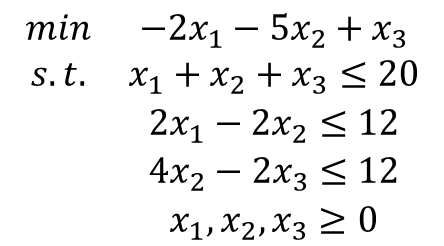 min −2x₁ − 5x₂ + x₃
s.t. x₁ + x₂ + x₃ ≤ 20
2x₁ − 2x₂ ≤ 12
4x₂ − 2x₃ ≤ 12
x₁, x₂, x₃ ≥ 0